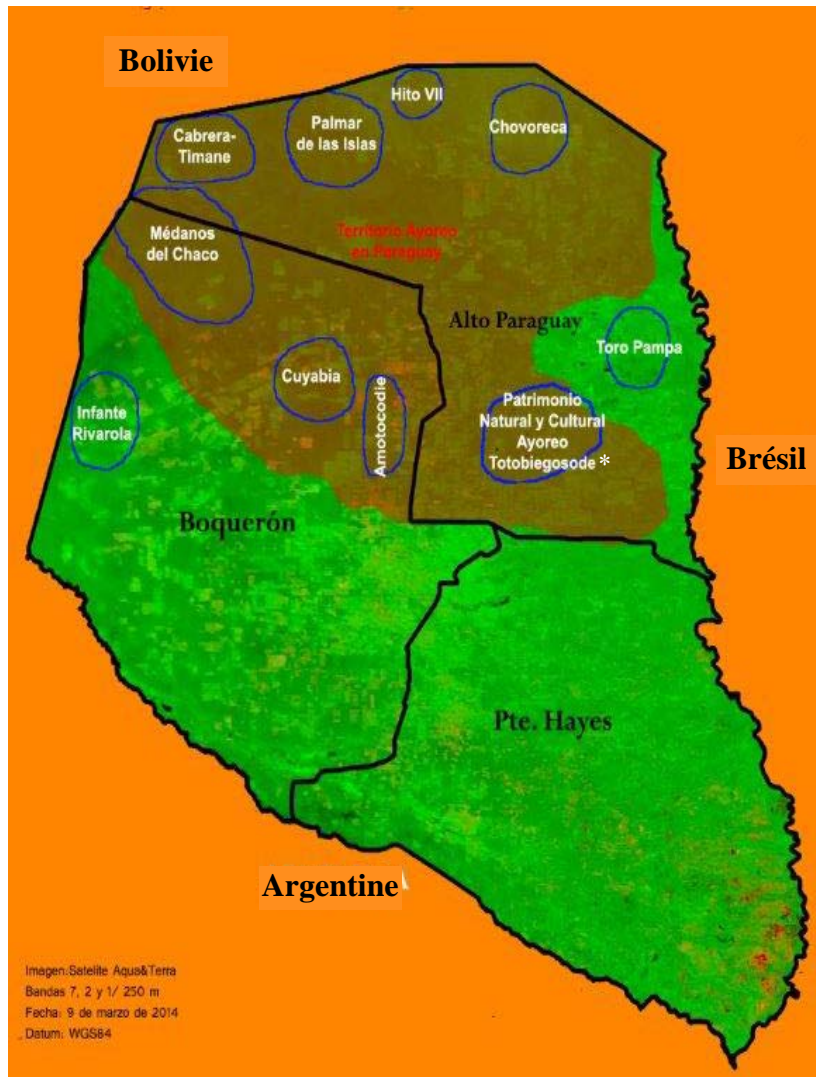 Bolivie
Hito VII
Palmar
de las Islas
Chovoreca
Cabrera-
Timane
Médanos
del Chaco
Territorio Ayoreo
en Paraguay
Alto Paraguay
Toro Pampa
Cuyabia
Amotocodie
Infante
Rivarola
Patrimonio
Natural y Cultural
Ayoreo
Totobiegosode *
Brésil
Boquerón
Pte. Hayes
Argentine
Imagen:Satelite Aqua&Terra
Bandas 7, 2 y 1/ 250 m
Fecha: 9 de marzo de 2014
Datum: WGS84